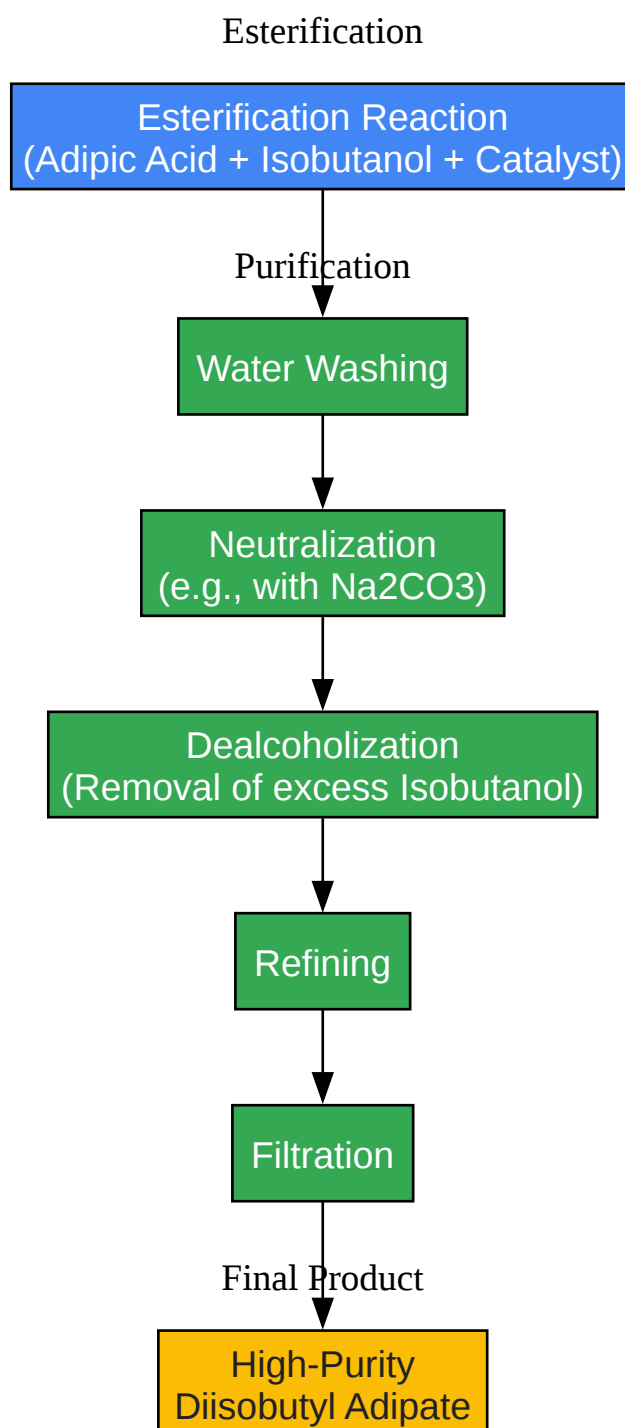 Esterification
Esterification Reaction
(Adipic Acid + Isobutanol + Catalyst)
Purification
Water Washing
Neutralization
(e.g., with Na2CO3)
Dealcoholization
(Removal of excess Isobutanol)
Refining
Filtration
Final Product
High-Purity
Diisobutyl Adipate